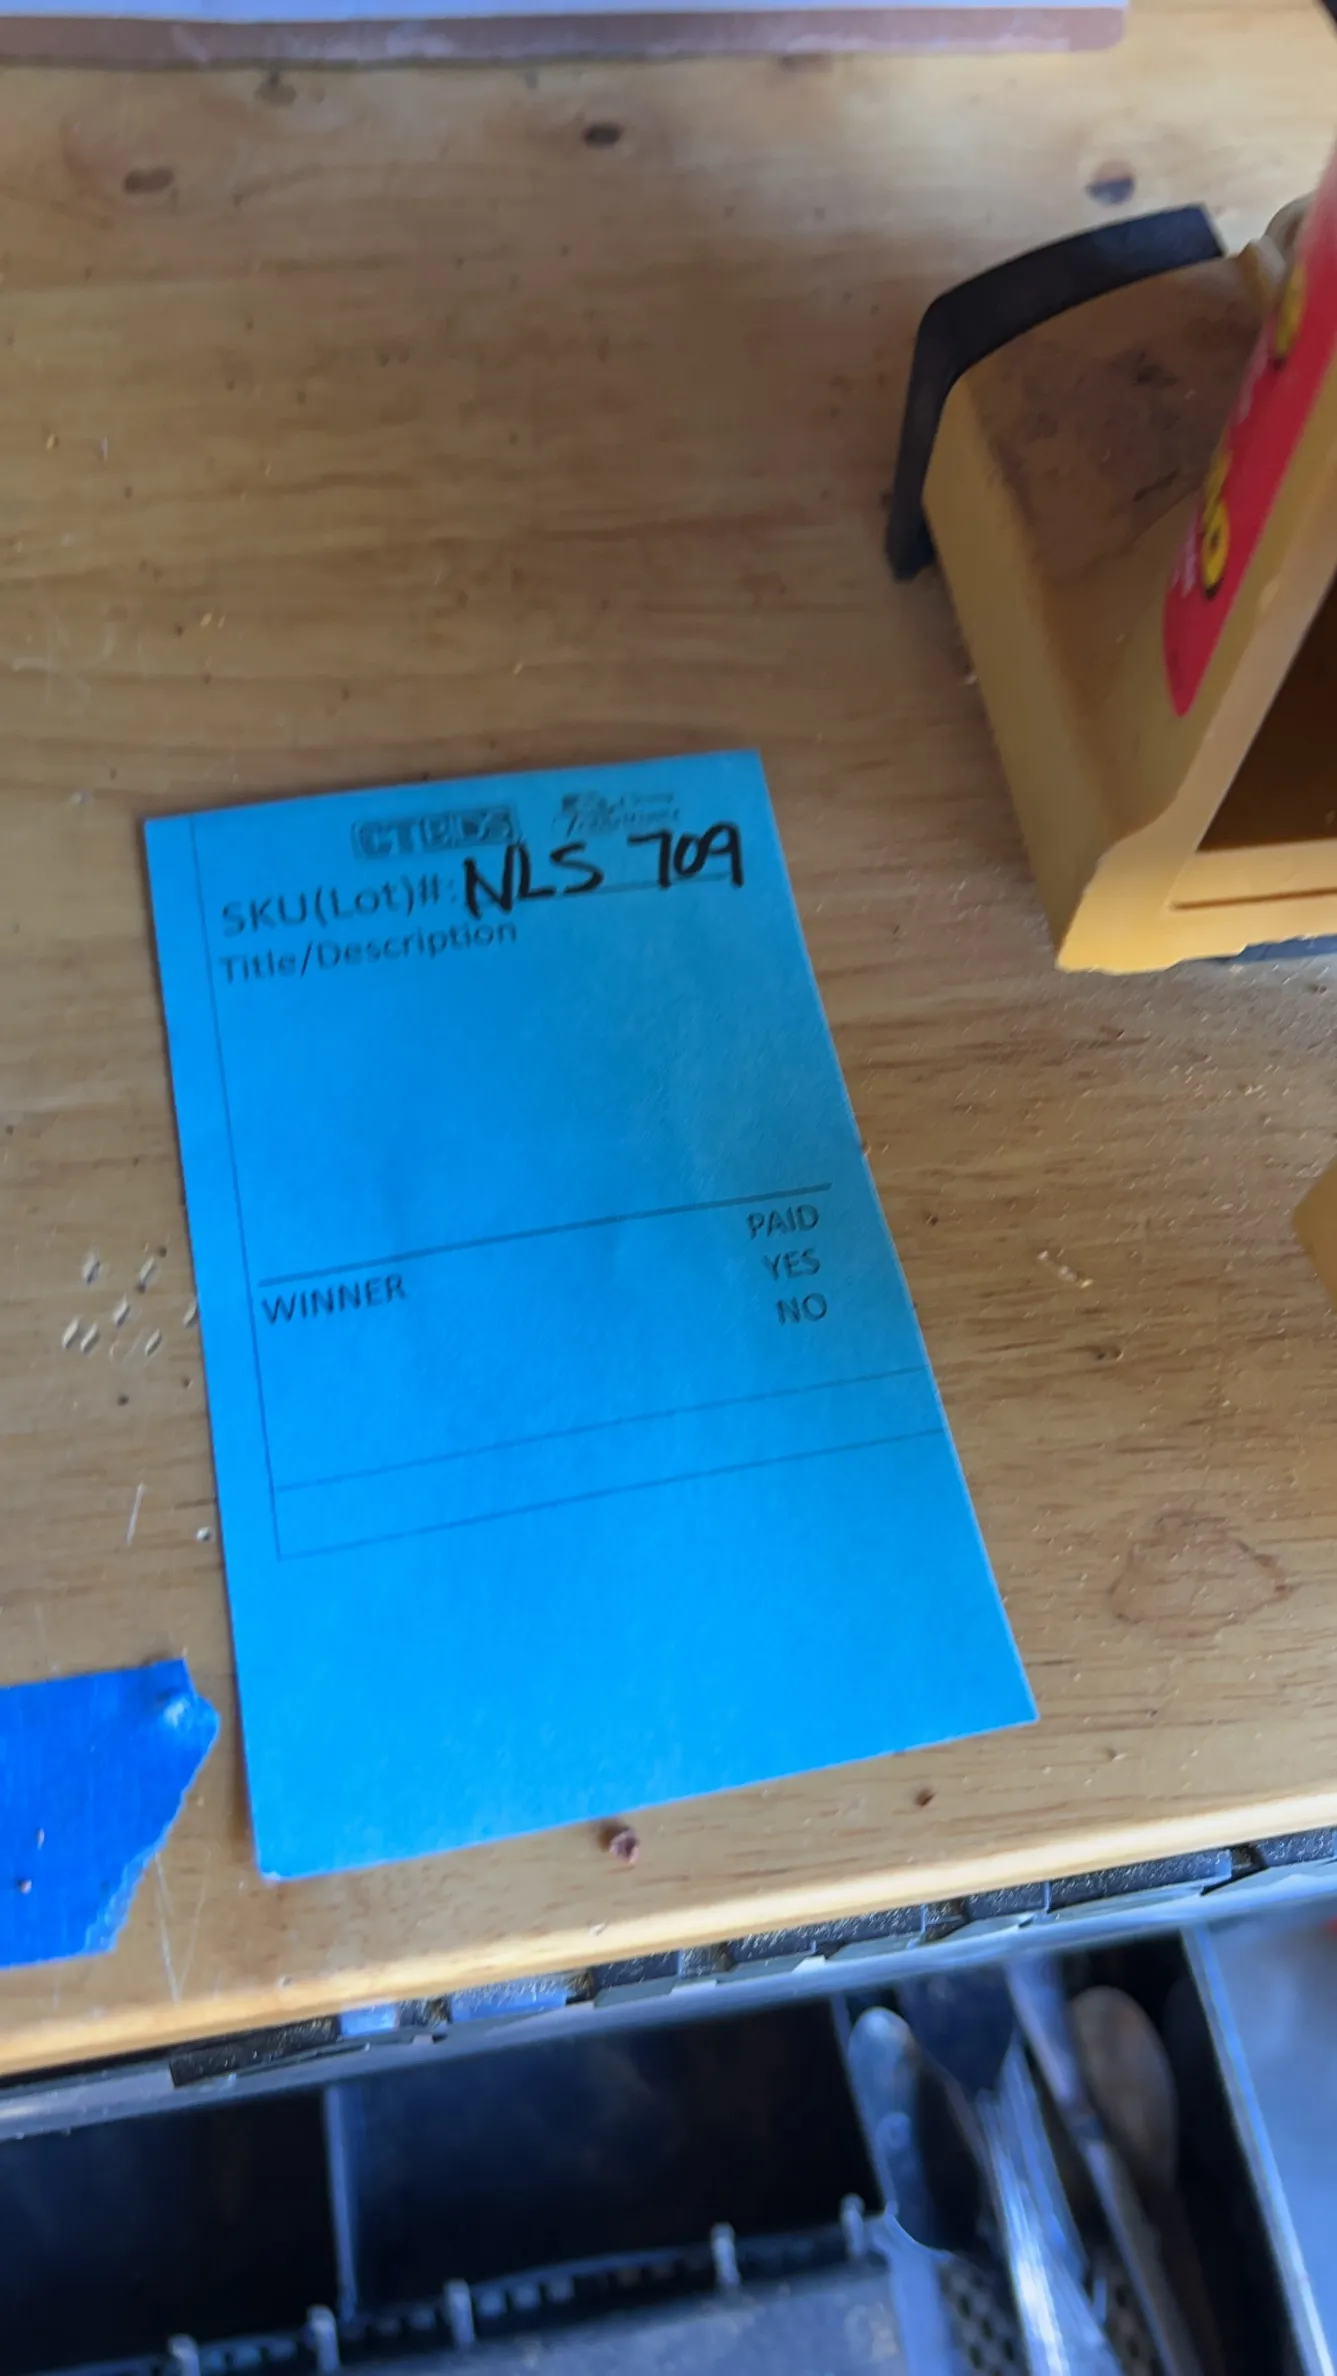 CTBIDS
SKU(Lot)#: NLS 709
Title/Description
PAID
YES
WINNER
NO